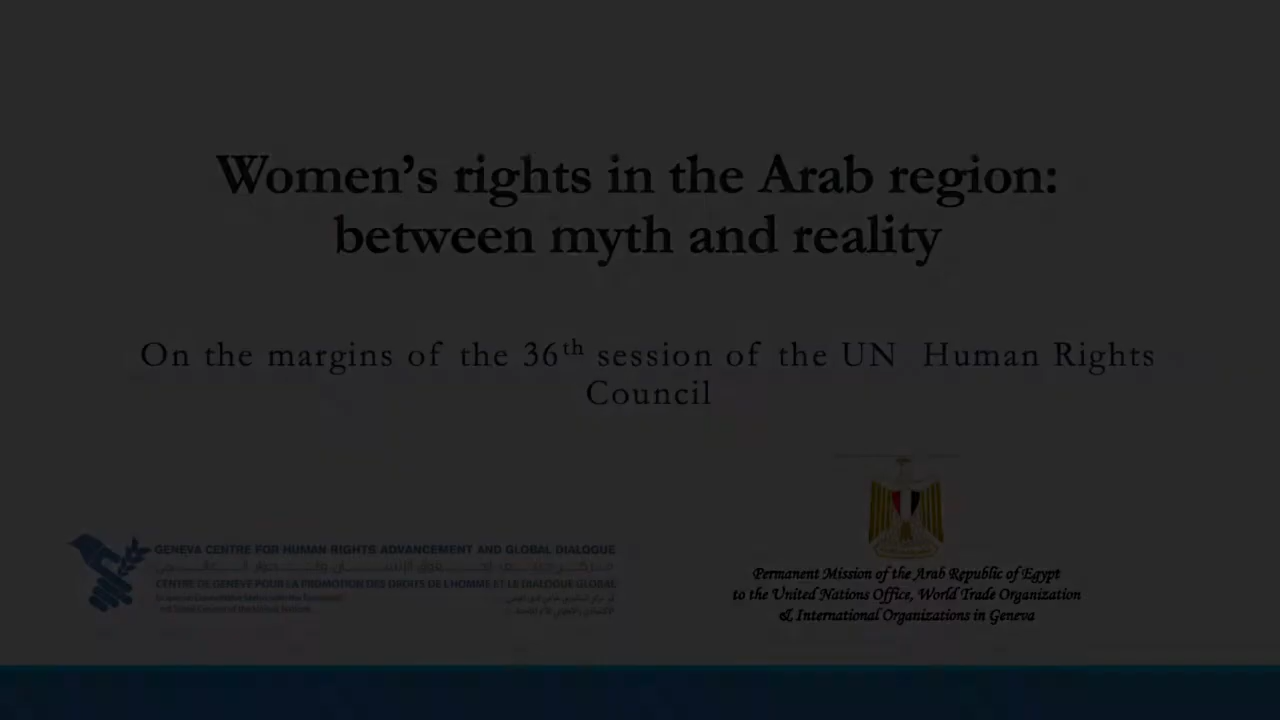 Women’s rights in the Arab region:
between myth and reality
On the margins of the 36th session of the UN Human Rights
Council
GENEVA CENTRE FOR HUMAN RIGHTS ADVANCEMENT AND GLOBAL DIALOGUE
CENTRE DE GENEVE POUR LA PROMOTION DES DROITS DE L'HOMME ET LE DIALOGUE GLOBAL
Permanent Mission of the Arab Republic of Egypt
to the United Nations Office, World Trade Organization
& International Organizations in Geneva